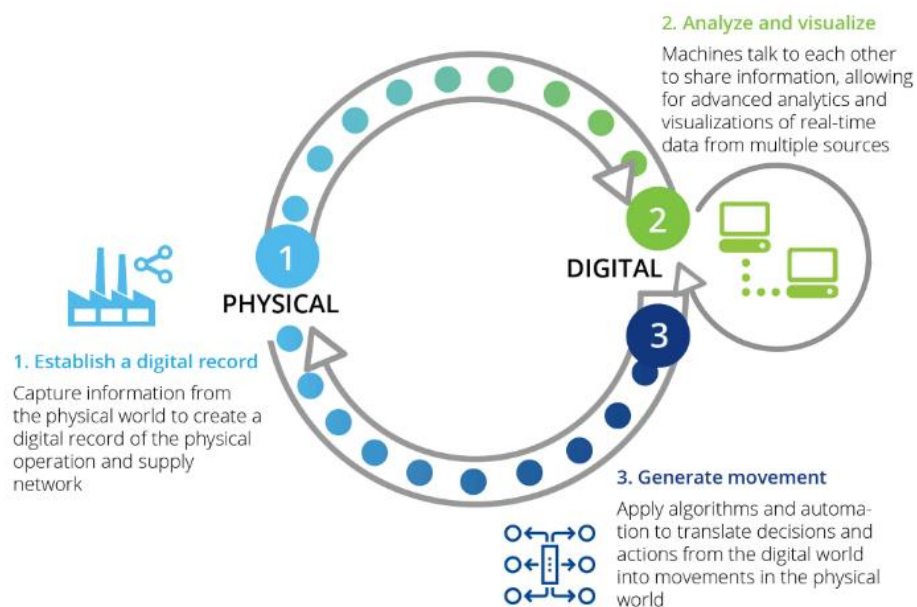 2. Analyze and visualize
Machines talk to each other
to share information, allowing
for advanced analytics and
visualizations of real-time
data from multiple sources
2
DIGITAL
1
PHYSICAL
3
1. Establish a digital record
Capture information from
the physical world to create a
digital record of the physical
operation and supply
network
3. Generate movement
Apply algorithms and automa-
tion to translate decisions and
actions from the digital world
into movements in the physical
world